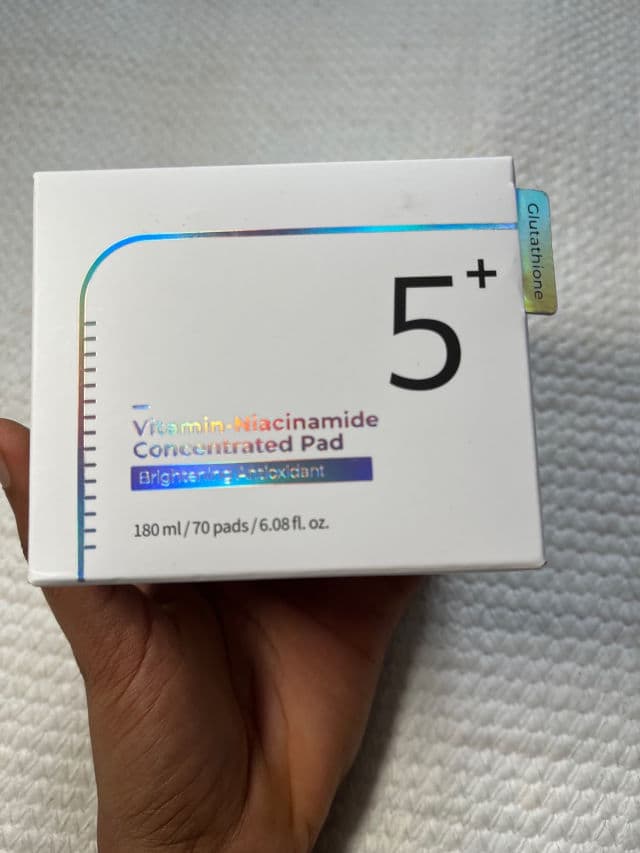 Glutathione
5+
Vitamin-Niacinamide
Concentrated Pad
Brightening Antioxidant
180 ml / 70 pads / 6.08 fl. oz.